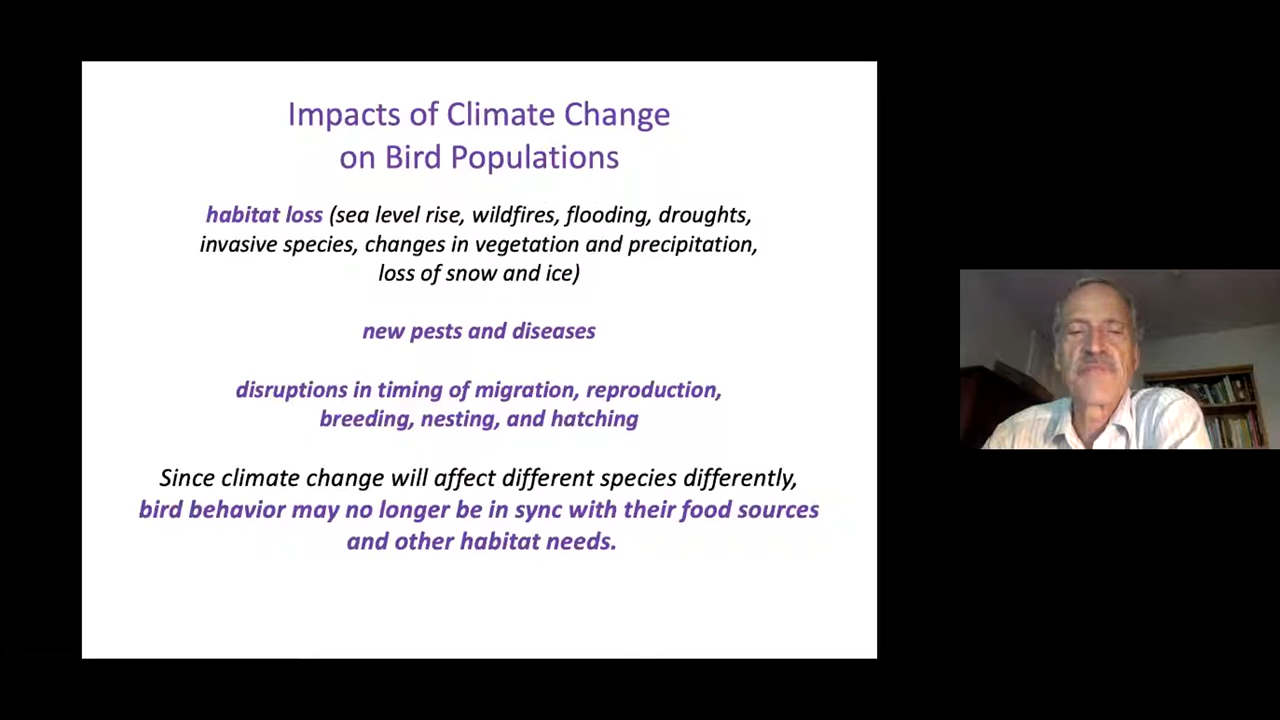 Impacts of Climate Change
on Bird Populations
habitat loss (sea level rise, wildfires, flooding, droughts,
invasive species, changes in vegetation and precipitation,
loss of snow and ice)
new pests and diseases
disruptions in timing of migration, reproduction,
breeding, nesting, and hatching
Since climate change will affect different species differently,
bird behavior may no longer be in sync with their food sources
and other habitat needs.